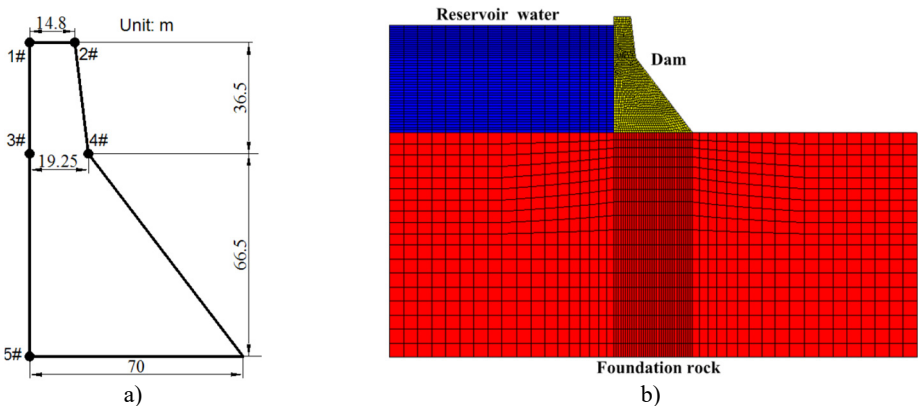 14.8
Unit: m
1#
2#
36.5
3#
4#
19.25
66.5
5#
70
a)
Reservoir water
Dam
Foundation rock
b)